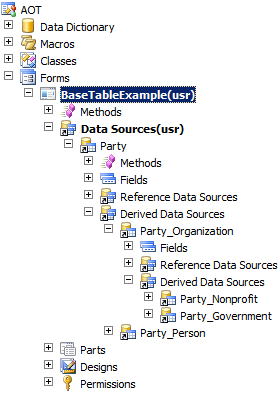 AOT
Data Dictionary
Macros
Classes
Forms
BaseTableExample(usr)
Methods
Data Sources(usr)
Party
Methods
Fields
Reference Data Sources
Derived Data Sources
Party_Organization
Fields
Reference Data Sources
Derived Data Sources
Party_Nonprofit
Party_Government
Party_Person
Parts
Designs
Permissions